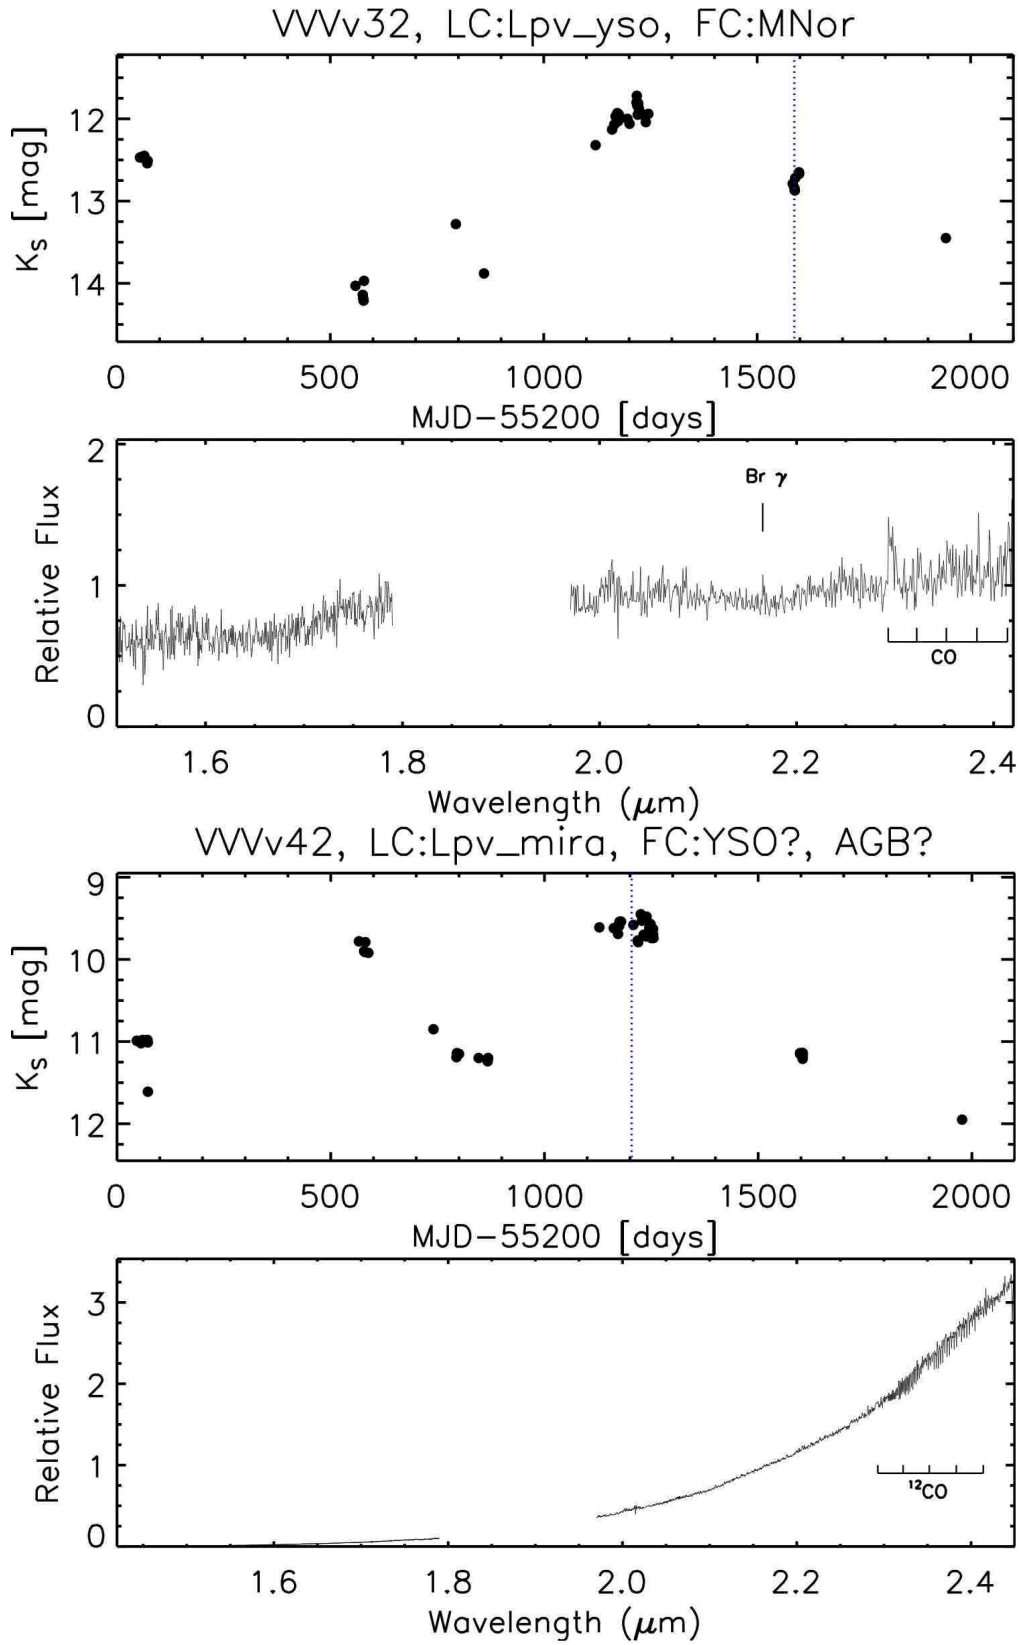 VVVv32, LC:Lpv_yso, FC:MNor
12
13
14
K_S [mag]
0 500 1000 1500 2000
MJD−55200 [days]
2
1
0
Relative Flux
Br γ
CO
1.6 1.8 2.0 2.2 2.4
Wavelength (μm)
VVVv42, LC:Lpv_mira, FC:YSO?, AGB?
9
10
11
12
K_S [mag]
0 500 1000 1500 2000
MJD−55200 [days]
3
2
1
0
Relative Flux
¹²CO
1.6 1.8 2.0 2.2 2.4
Wavelength (μm)